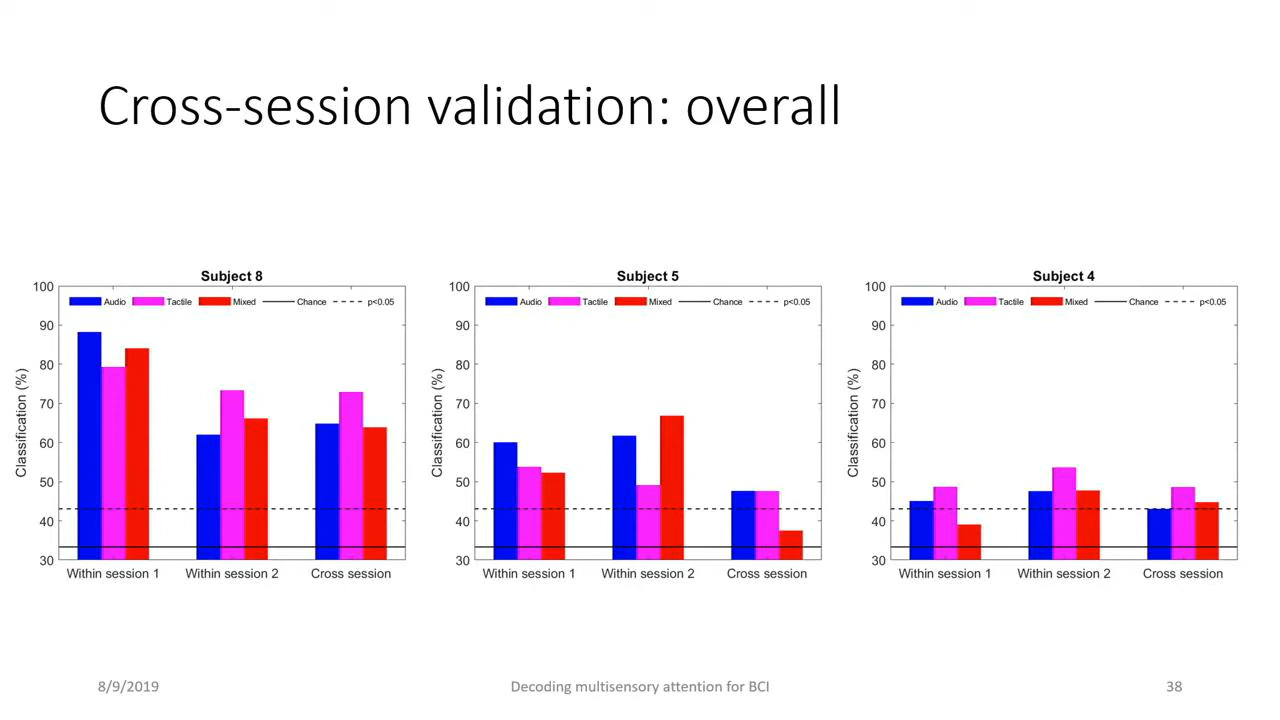 Cross-session validation: overall
Subject 8
Audio Tactile Mixed Chance p<0.05
Classification (%)
100
90
80
70
60
50
40
30
Within session 1 Within session 2 Cross session
Subject 5
Audio Tactile Mixed Chance p<0.05
Classification (%)
100
90
80
70
60
50
40
30
Within session 1 Within session 2 Cross session
Subject 4
Audio Tactile Mixed Chance p<0.05
Classification (%)
100
90
80
70
60
50
40
30
Within session 1 Within session 2 Cross session
8/9/2019 Decoding multisensory attention for BCI 38